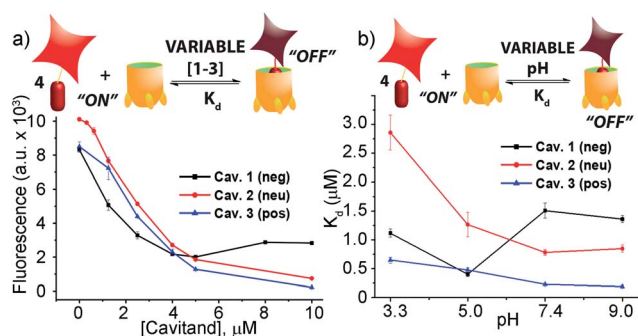 a)
4
+
"ON"
VARIABLE
[1-3]
Kd
"OFF"
Fluorescence (a.u. x 10³)
10
8
6
4
2
0
Cav. 1 (neg)
Cav. 2 (neu)
Cav. 3 (pos)
0 2 4 6 8 10
[Cavitand], μM
b)
4
+
"ON"
VARIABLE
pH
Kd
"OFF"
Kd (μM)
3.0
2.5
2.0
1.5
1.0
0.5
0
Cav. 1 (neg)
Cav. 2 (neu)
Cav. 3 (pos)
3.3 5.0 7.4 9.0
pH